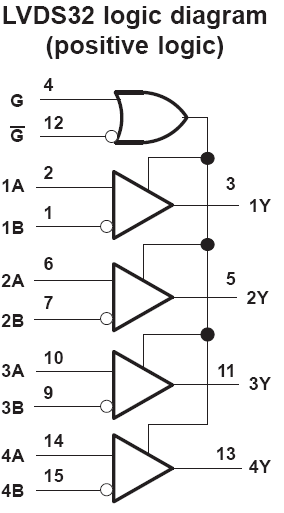 LVDS32 logic diagram
(positive logic)
G 4
G̅ 12
1A 2
3 1Y
1B 1
2A 6
5 2Y
2B 7
3A 10
11 3Y
3B 9
4A 14
13 4Y
4B 15